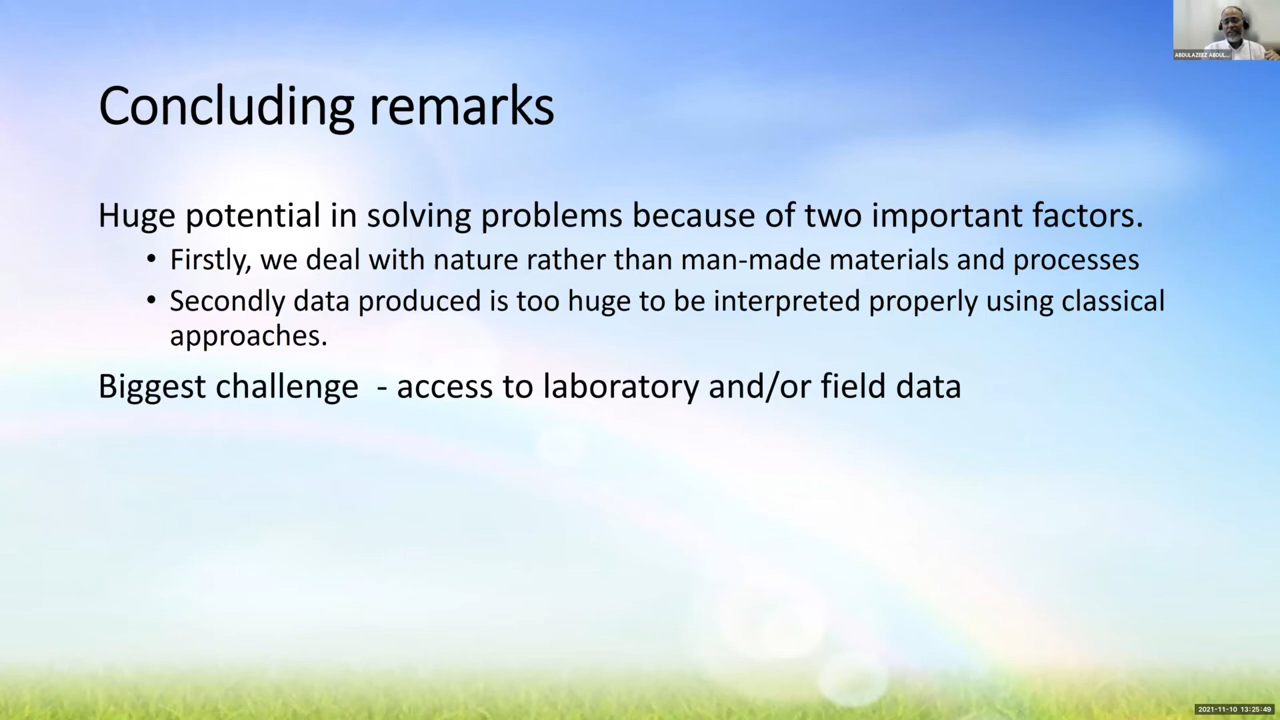 ABDULAZEEZ ABDUL...
Concluding remarks
Huge potential in solving problems because of two important factors.
• Firstly, we deal with nature rather than man-made materials and processes
• Secondly data produced is too huge to be interpreted properly using classical
approaches.
Biggest challenge - access to laboratory and/or field data
2021-11-10 13:25:49